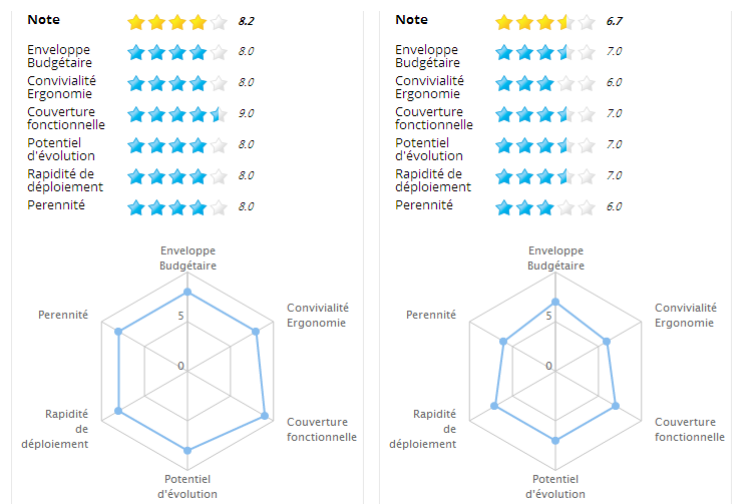 Note 8.2
Enveloppe
Budgétaire 8.0
Convivialité
Ergonomie 8.0
Couverture
fonctionnelle 9.0
Potentiel
d'évolution 8.0
Rapidité de
déploiement 8.0
Perennité 8.0
Enveloppe
Budgétaire
Perennité
Convivialité
Ergonomie
5
0
Rapidité
de
déploiement
Couverture
fonctionnelle
Potentiel
d'évolution
Note 6.7
Enveloppe
Budgétaire 7.0
Convivialité
Ergonomie 6.0
Couverture
fonctionnelle 7.0
Potentiel
d'évolution 7.0
Rapidité de
déploiement 7.0
Perennité 6.0
Enveloppe
Budgétaire
Perennité
Convivialité
Ergonomie
5
0
Rapidité
de
déploiement
Couverture
fonctionnelle
Potentiel
d'évolution